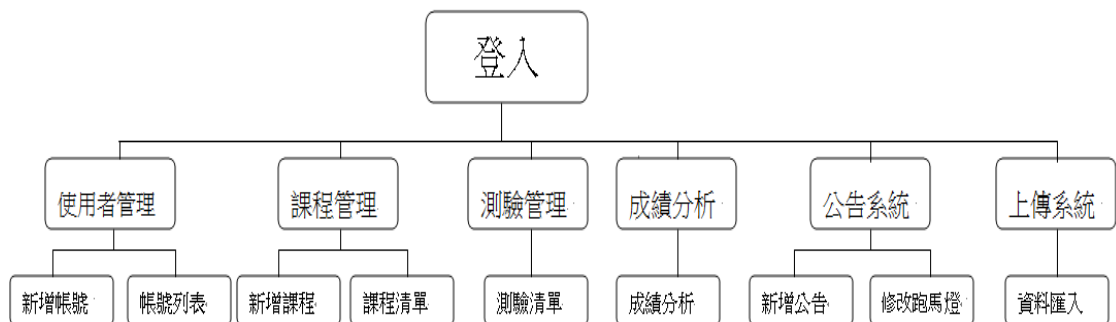 登入
使用者管理
課程管理
測驗管理
成績分析
公告系統
上傳系統
新增帳號
帳號列表
新增課程
課程清單
測驗清單
成績分析
新增公告
修改跑馬燈
資料匯入